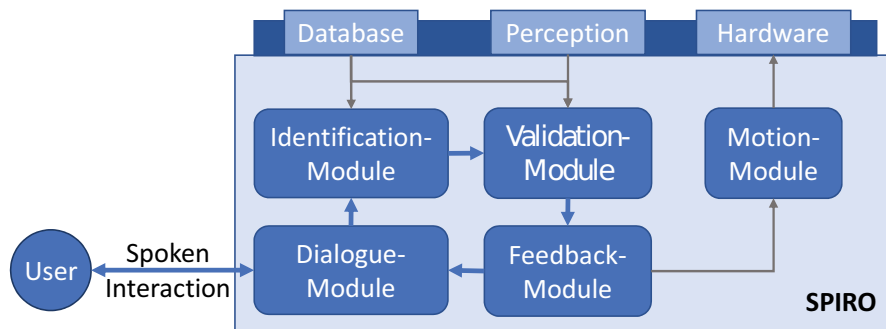 Database
Perception
Hardware
Identification-
Module
Validation-
Module
Motion-
Module
User
Spoken
Interaction
Dialogue-
Module
Feedback-
Module
SPIRO